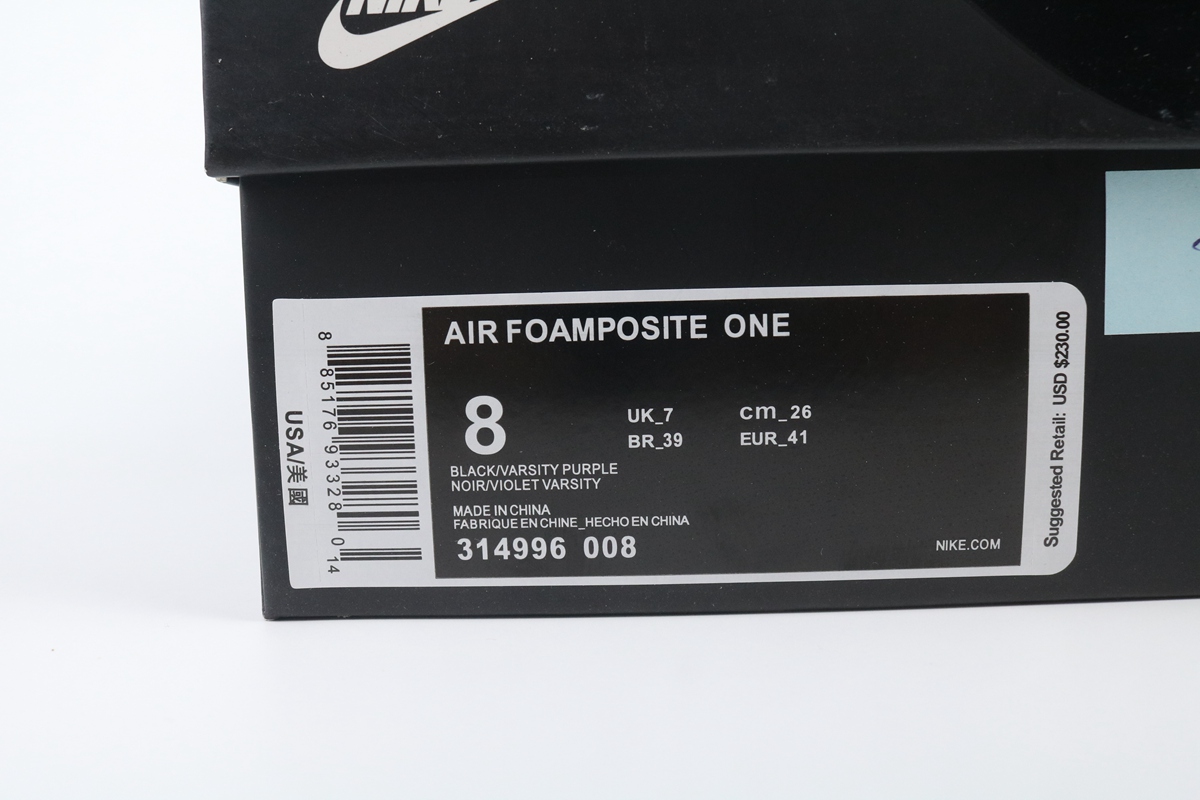 NIKE
AIR FOAMPOSITE ONE
8
UK_7
cm_26
BR_39
EUR_41
BLACK/VARSITY PURPLE
NOIR/VIOLET VARSITY
MADE IN CHINA
FABRIQUE EN CHINE_HECHO EN CHINA
314996 008
NIKE.COM
USA/美國
8 85176 93328 0 14
Suggested Retail: USD $230.00